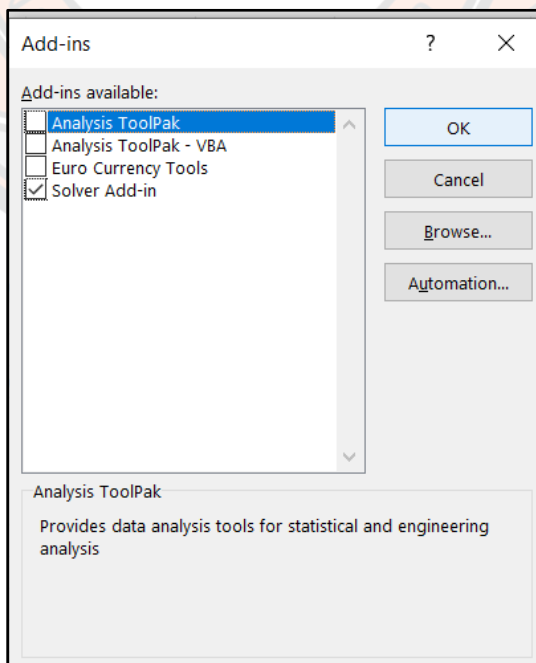 Add-ins
? ×
Add-ins available:
Analysis ToolPak
Analysis ToolPak - VBA
Euro Currency Tools
Solver Add-in
OK
Cancel
Browse...
Automation...
Analysis ToolPak
Provides data analysis tools for statistical and engineering
analysis